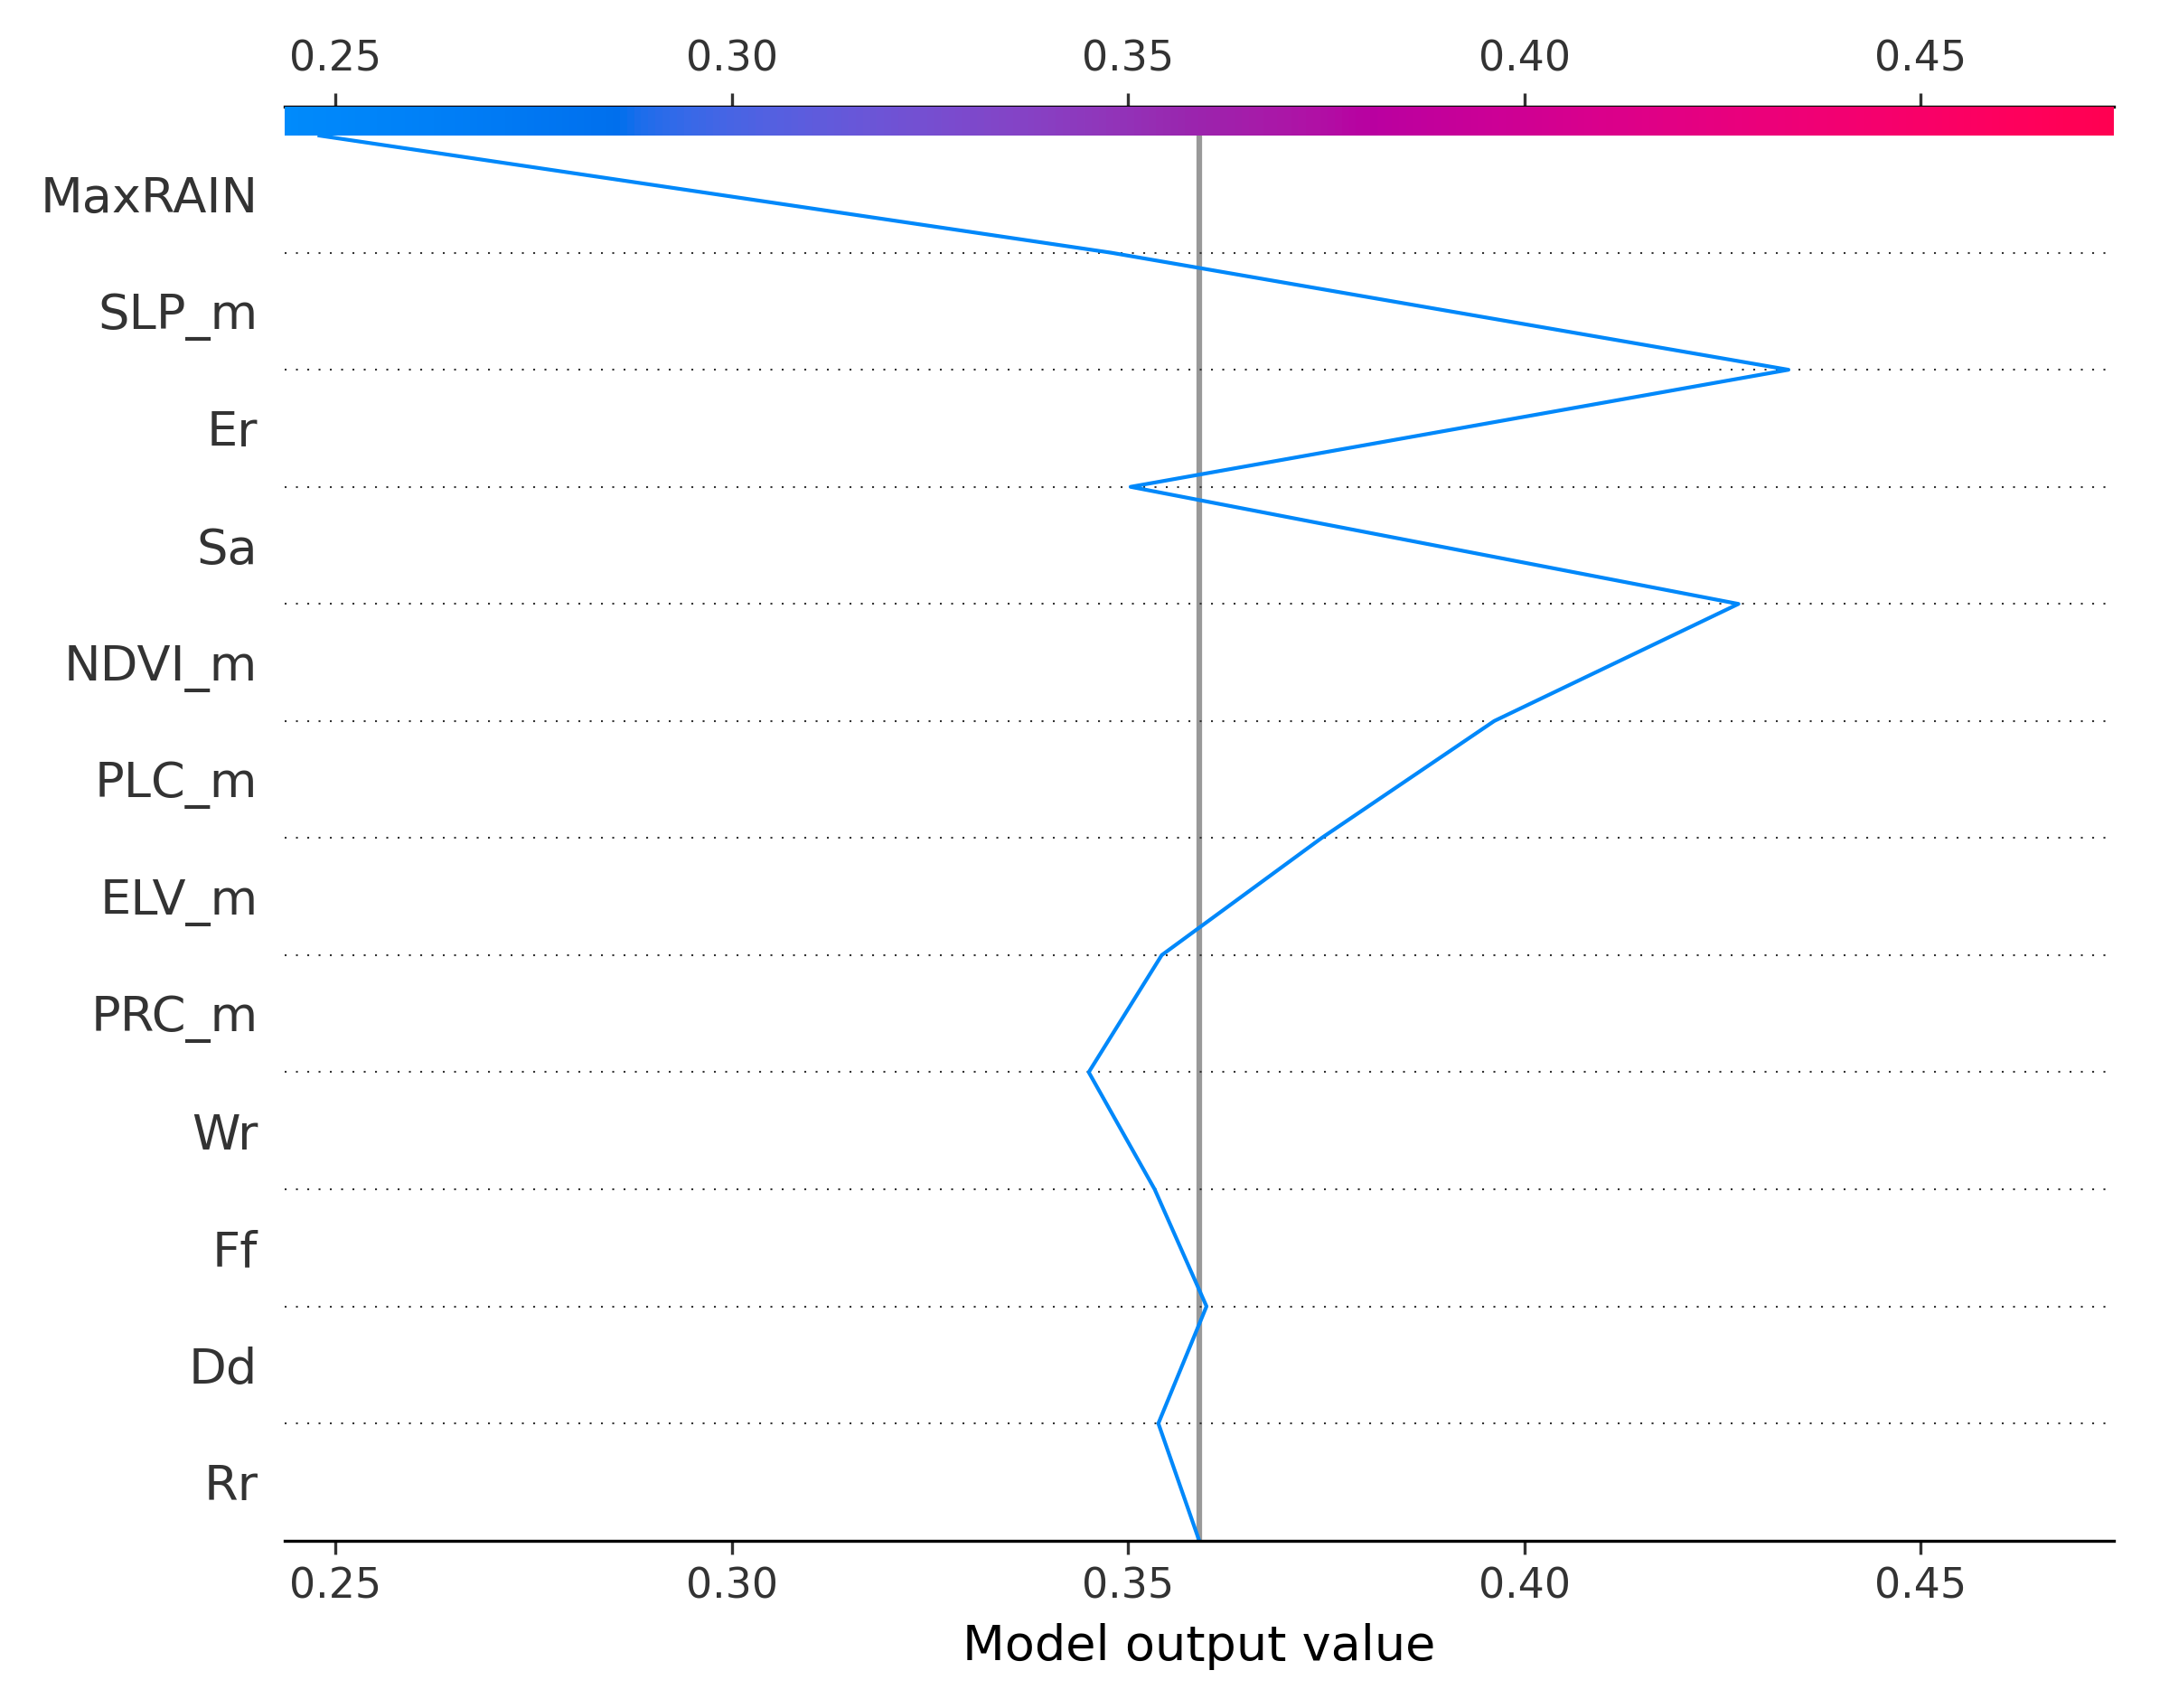 0.25 0.30 0.35 0.40 0.45
MaxRAIN
SLP_m
Er
Sa
NDVI_m
PLC_m
ELV_m
PRC_m
Wr
Ff
Dd
Rr
0.25 0.30 0.35 0.40 0.45
Model output value